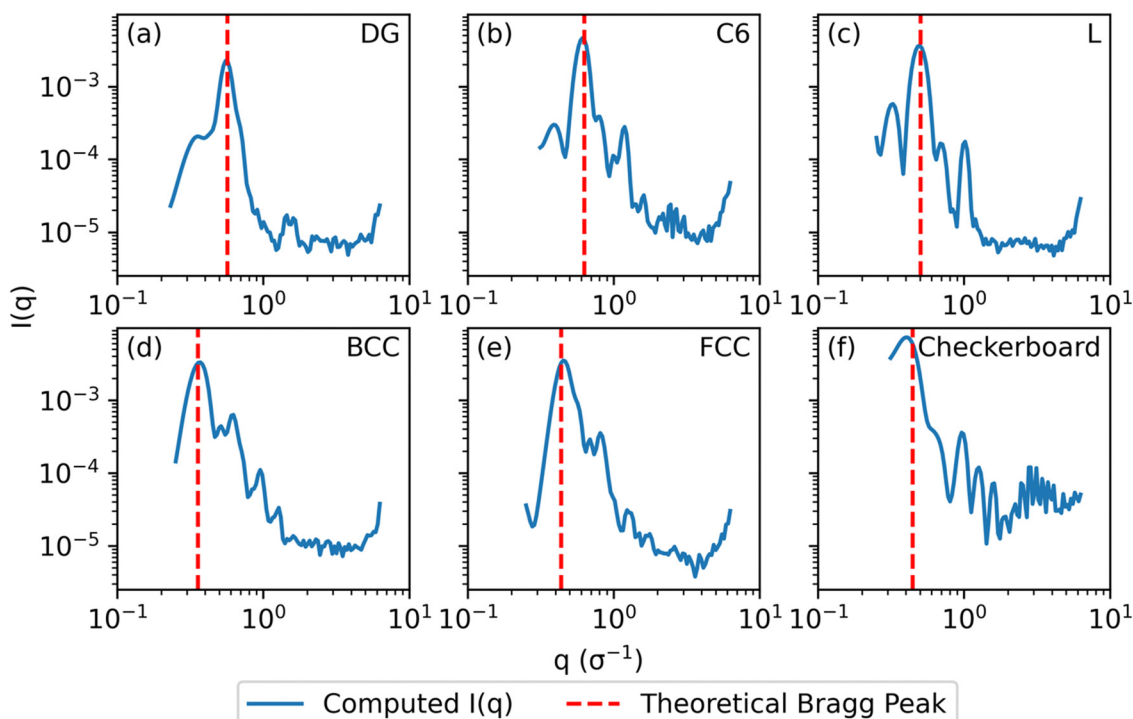 (a) DG (b) C6 (c) L
10⁻³
10⁻⁴
10⁻⁵
10⁻¹ 10⁰ 10¹ 10⁻¹ 10⁰ 10¹ 10⁻¹ 10⁰ 10¹
I(q)
(d) BCC (e) FCC (f) Checkerboard
10⁻³
10⁻⁴
10⁻⁵
10⁻¹ 10⁰ 10¹ 10⁻¹ 10⁰ 10¹ 10⁻¹ 10⁰ 10¹
q (σ⁻¹)
Computed I(q) Theoretical Bragg Peak